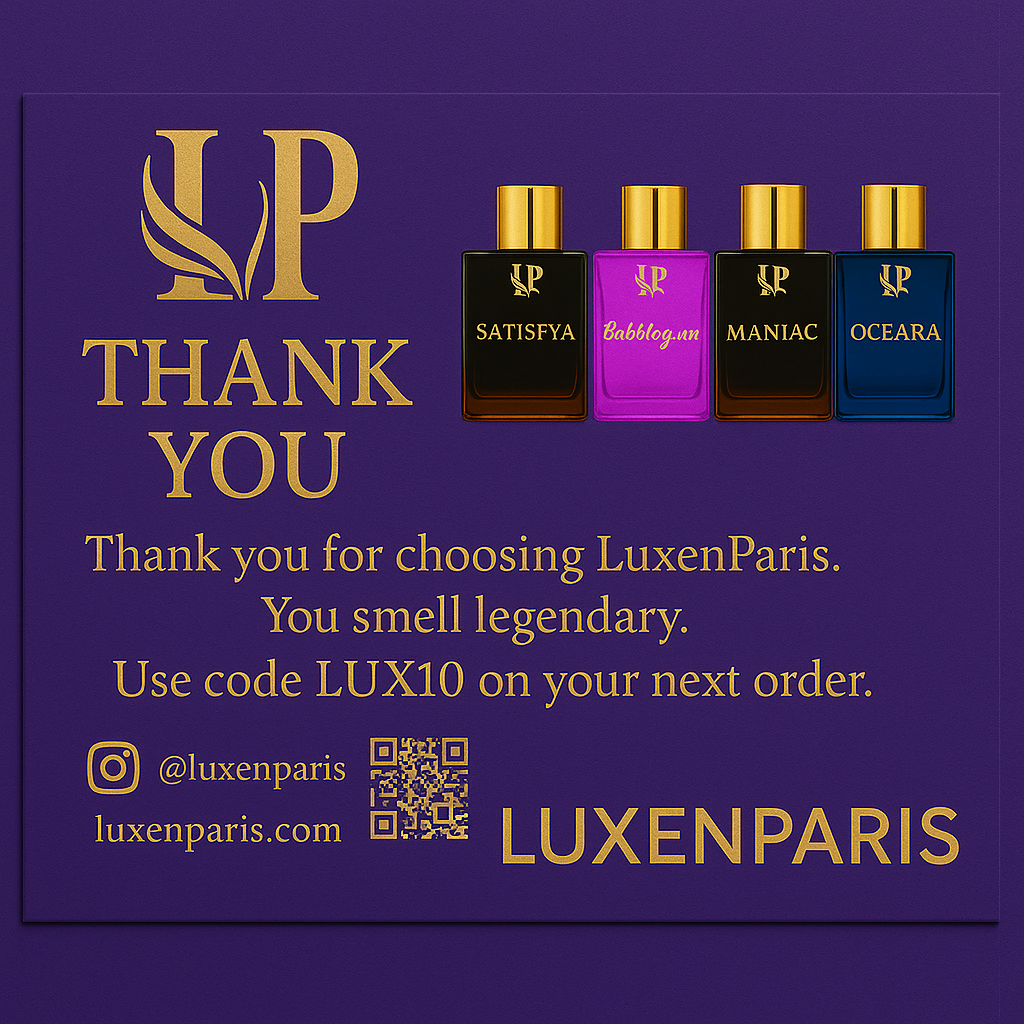 LP
THANK
YOU
LP
SATISFYA
LP
Babblog.un
LP
MANIAC
LP
OCEARA
Thank you for choosing LuxenParis.
You smell legendary.
Use code LUX10 on your next order.
@luxenparis
luxenparis.com
LUXENPARIS